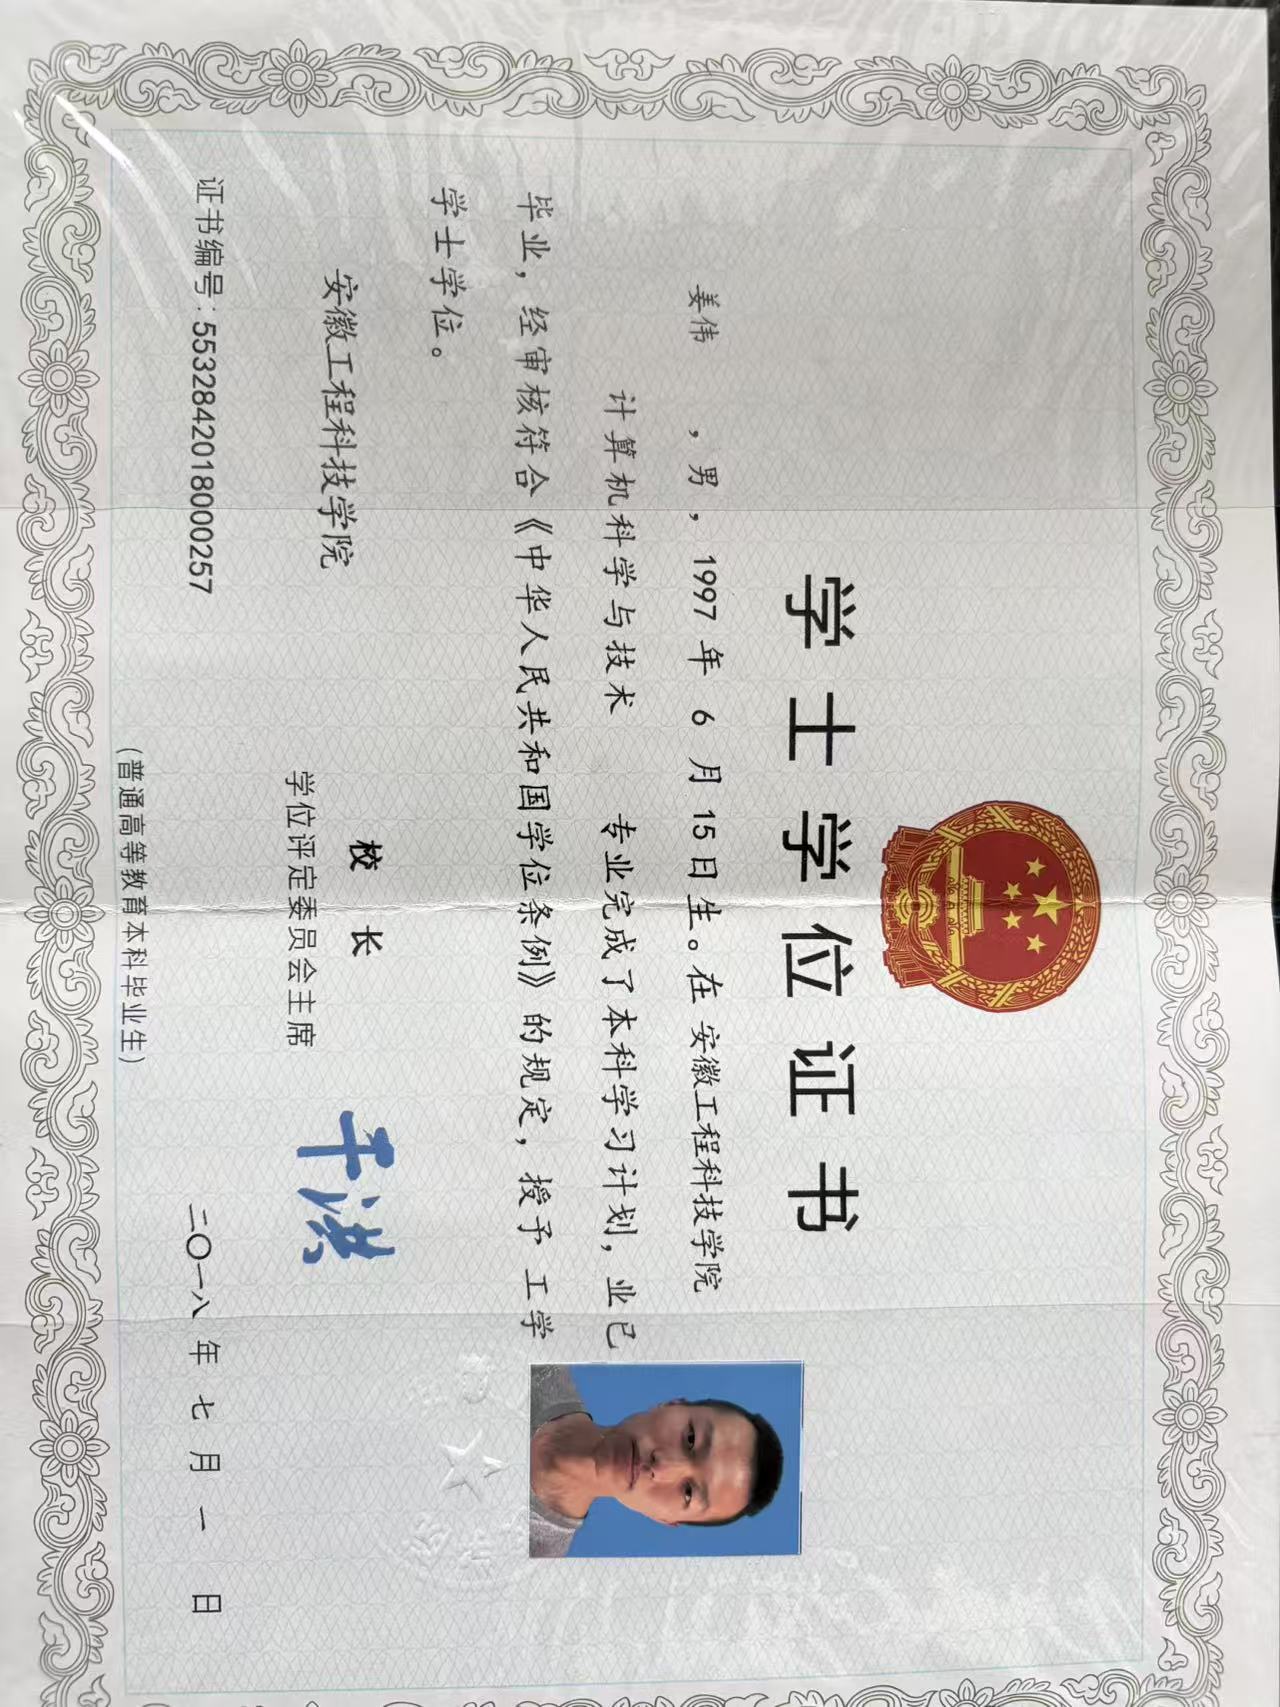 学士学位证书
姜伟 ，男，1997 年 6 月 15日生。在 安徽工程科技学院
计算机科学与技术 专业完成了本科学习计划，业已
毕业，经审核符合《中华人民共和国学位条例》的规定，授予 工学
学士学位。
安徽工程科技学院
校 长
干洪
学位评定委员会主席
证书编号:5532842018000257
二〇一八 年 七 月 一 日
(普通高等教育本科毕业生)